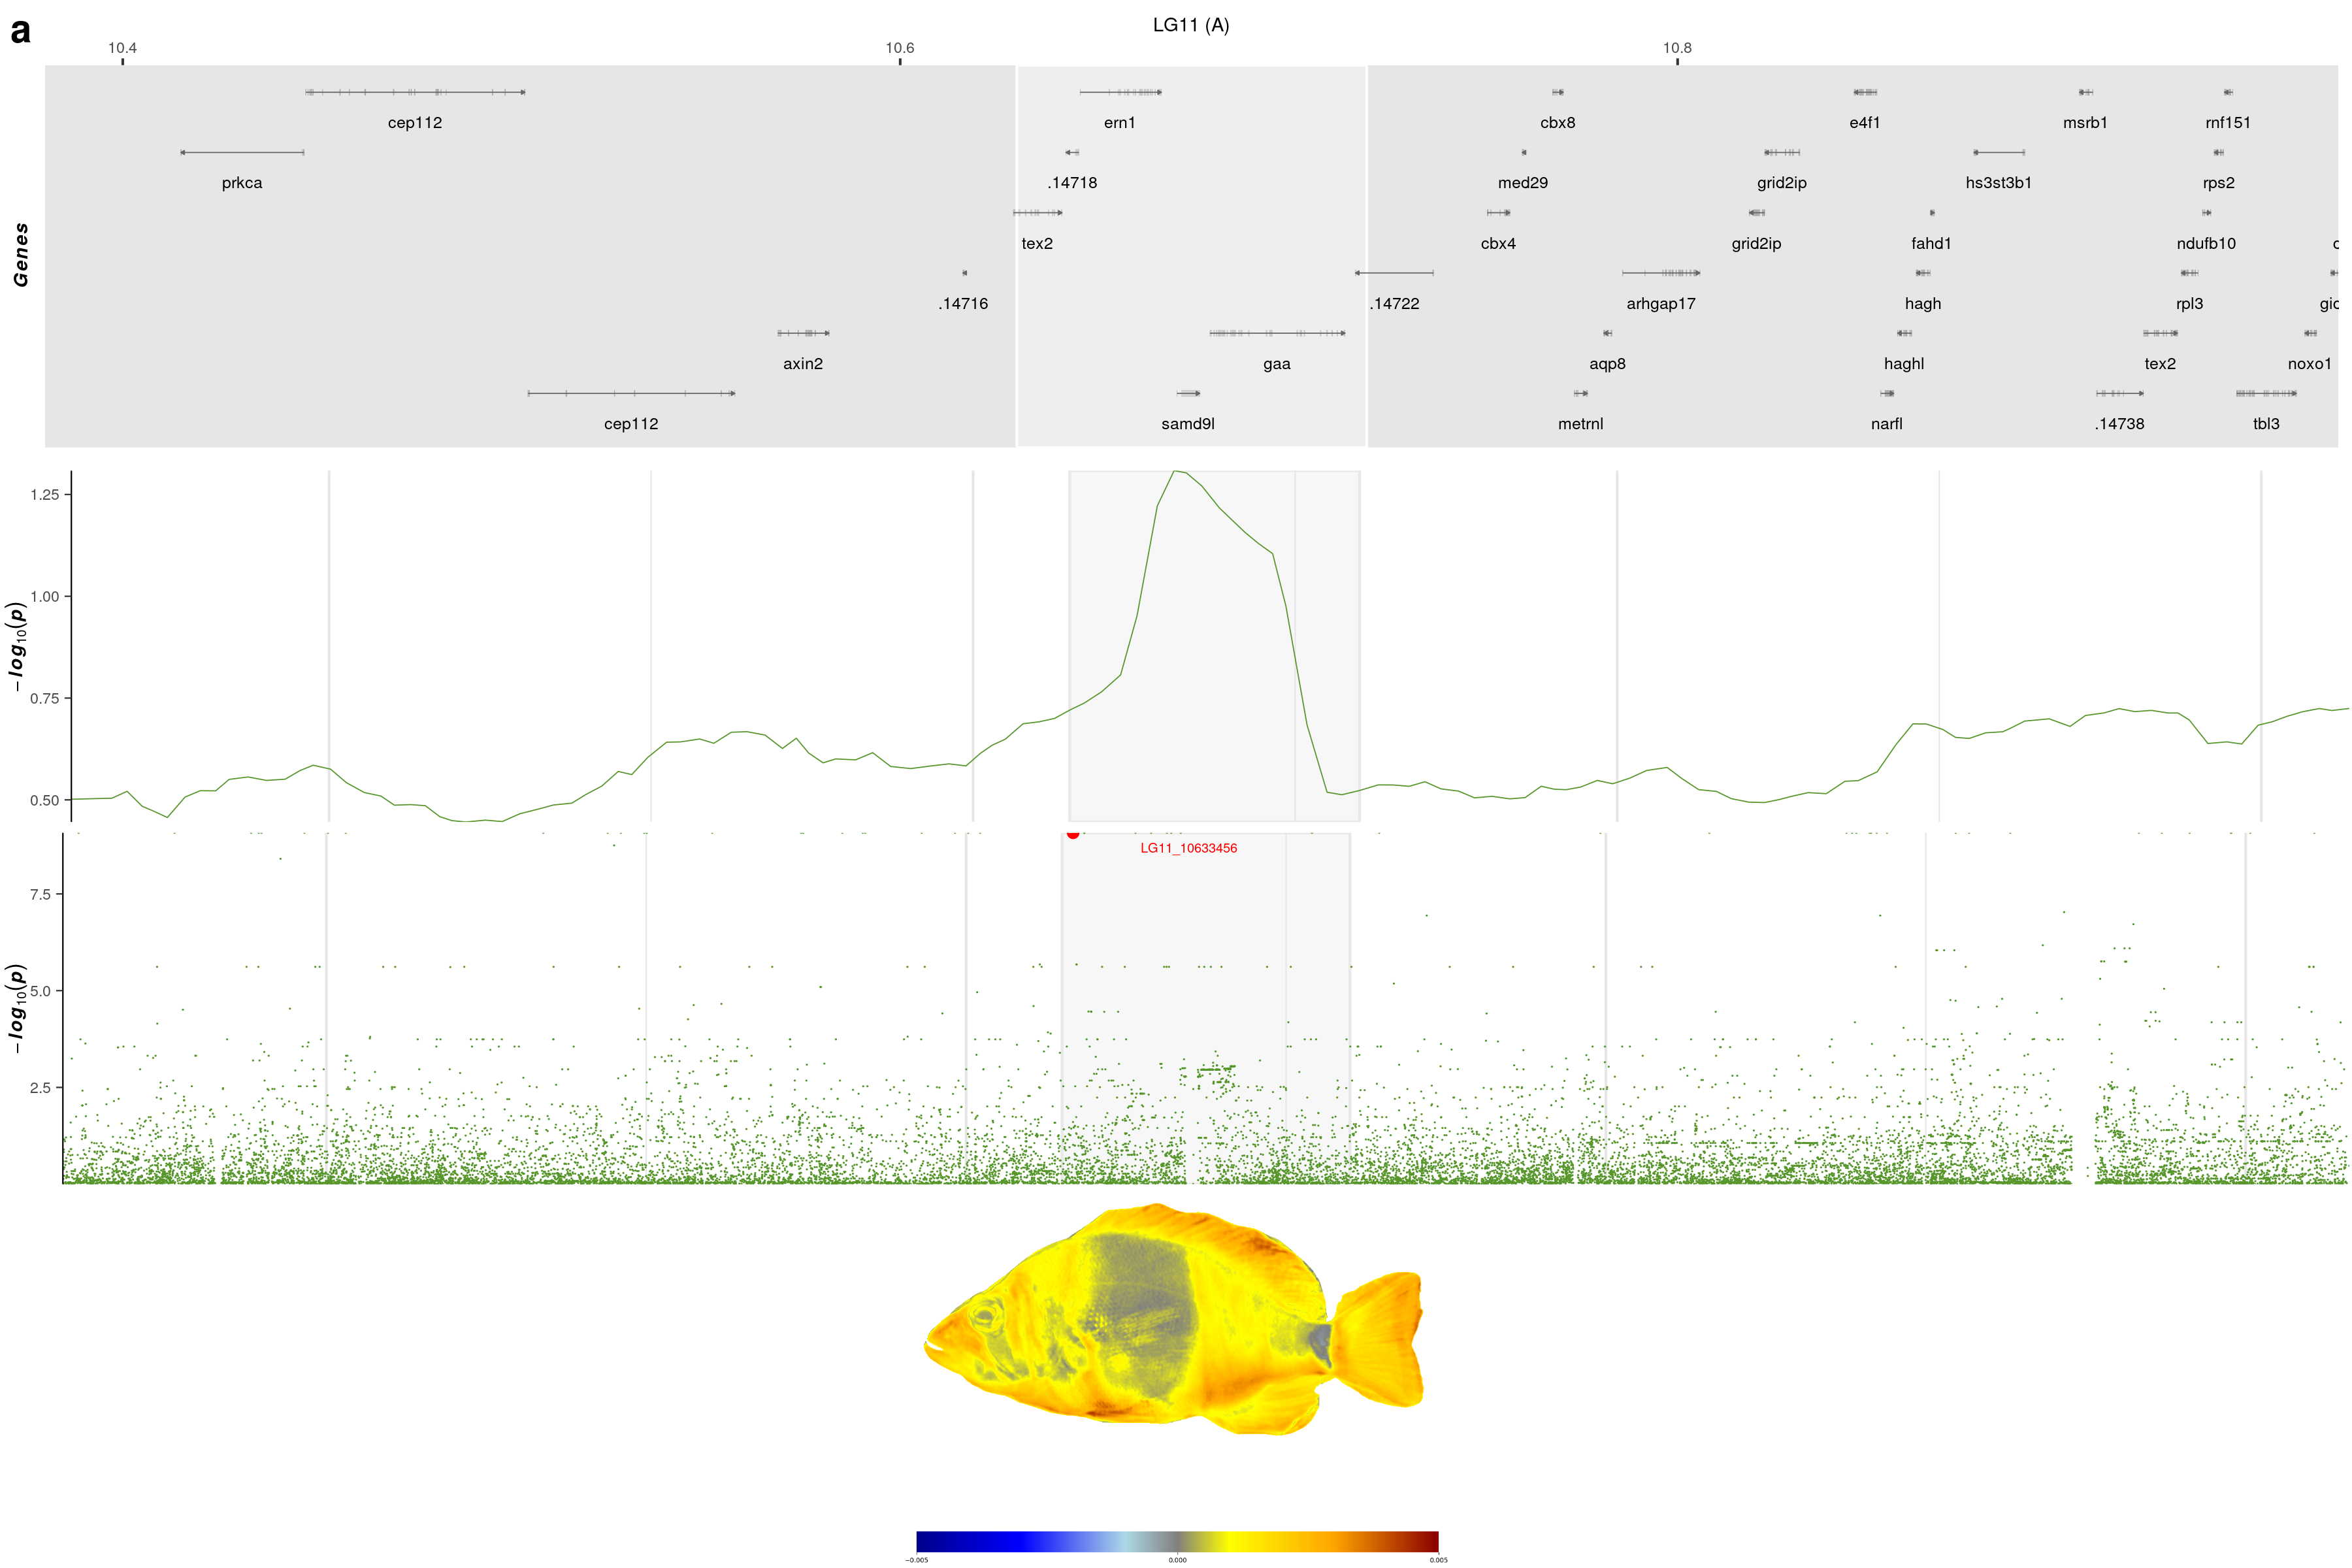 a
LG11 (A)
10.4 10.6 10.8
Genes
cep112 ern1 cbx8 e4f1 msrb1 rnf151
prkca .14718 med29 grid2ip hs3st3b1 rps2
tex2 cbx4 grid2ip fahd1 ndufb10
.14716 .14722 arhgap17 hagh rpl3
axin2 gaa aqp8 haghl tex2 noxo1
cep112 samd9l metrnl narfl .14738 tbl3
−log10(p)
1.25
1.00
0.75
0.50
LG11_10633456
−log10(p)
7.5
5.0
2.5
−0.005 0.000 0.005